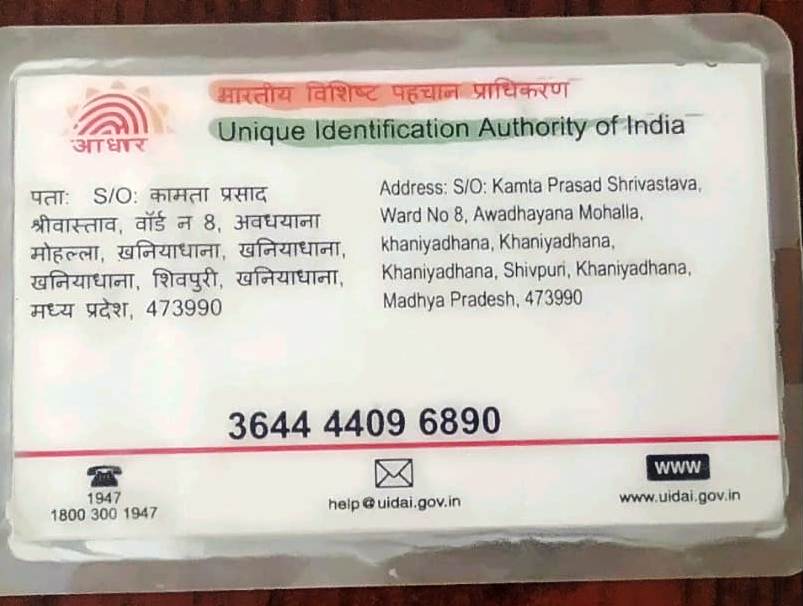 भारतीय विशिष्ट पहचान प्राधिकरण
Unique Identification Authority of India
आधार
पता: S/O: कामता प्रसाद
श्रीवास्ताव, वॉर्ड न 8, अवधयाना
मोहल्ला, खनियाधाना, खनियाधाना,
खनियाधाना, शिवपुरी, खनियाधाना,
मध्य प्रदेश, 473990
Address: S/O: Kamta Prasad Shrivastava,
Ward No 8, Awadhayana Mohalla,
khaniyadhana, Khaniyadhana,
Khaniyadhana, Shivpuri, Khaniyadhana,
Madhya Pradesh, 473990
3644 4409 6890
1947
1800 300 1947
help@uidai.gov.in
www
www.uidai.gov.in